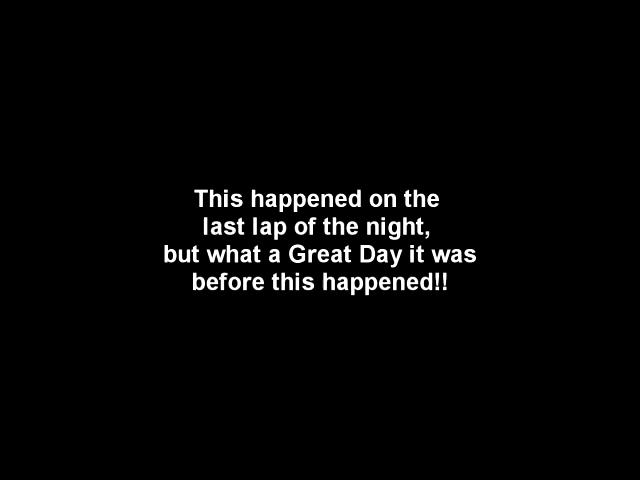 This happened on the
last lap of the night,
but what a Great Day it was
before this happened!!